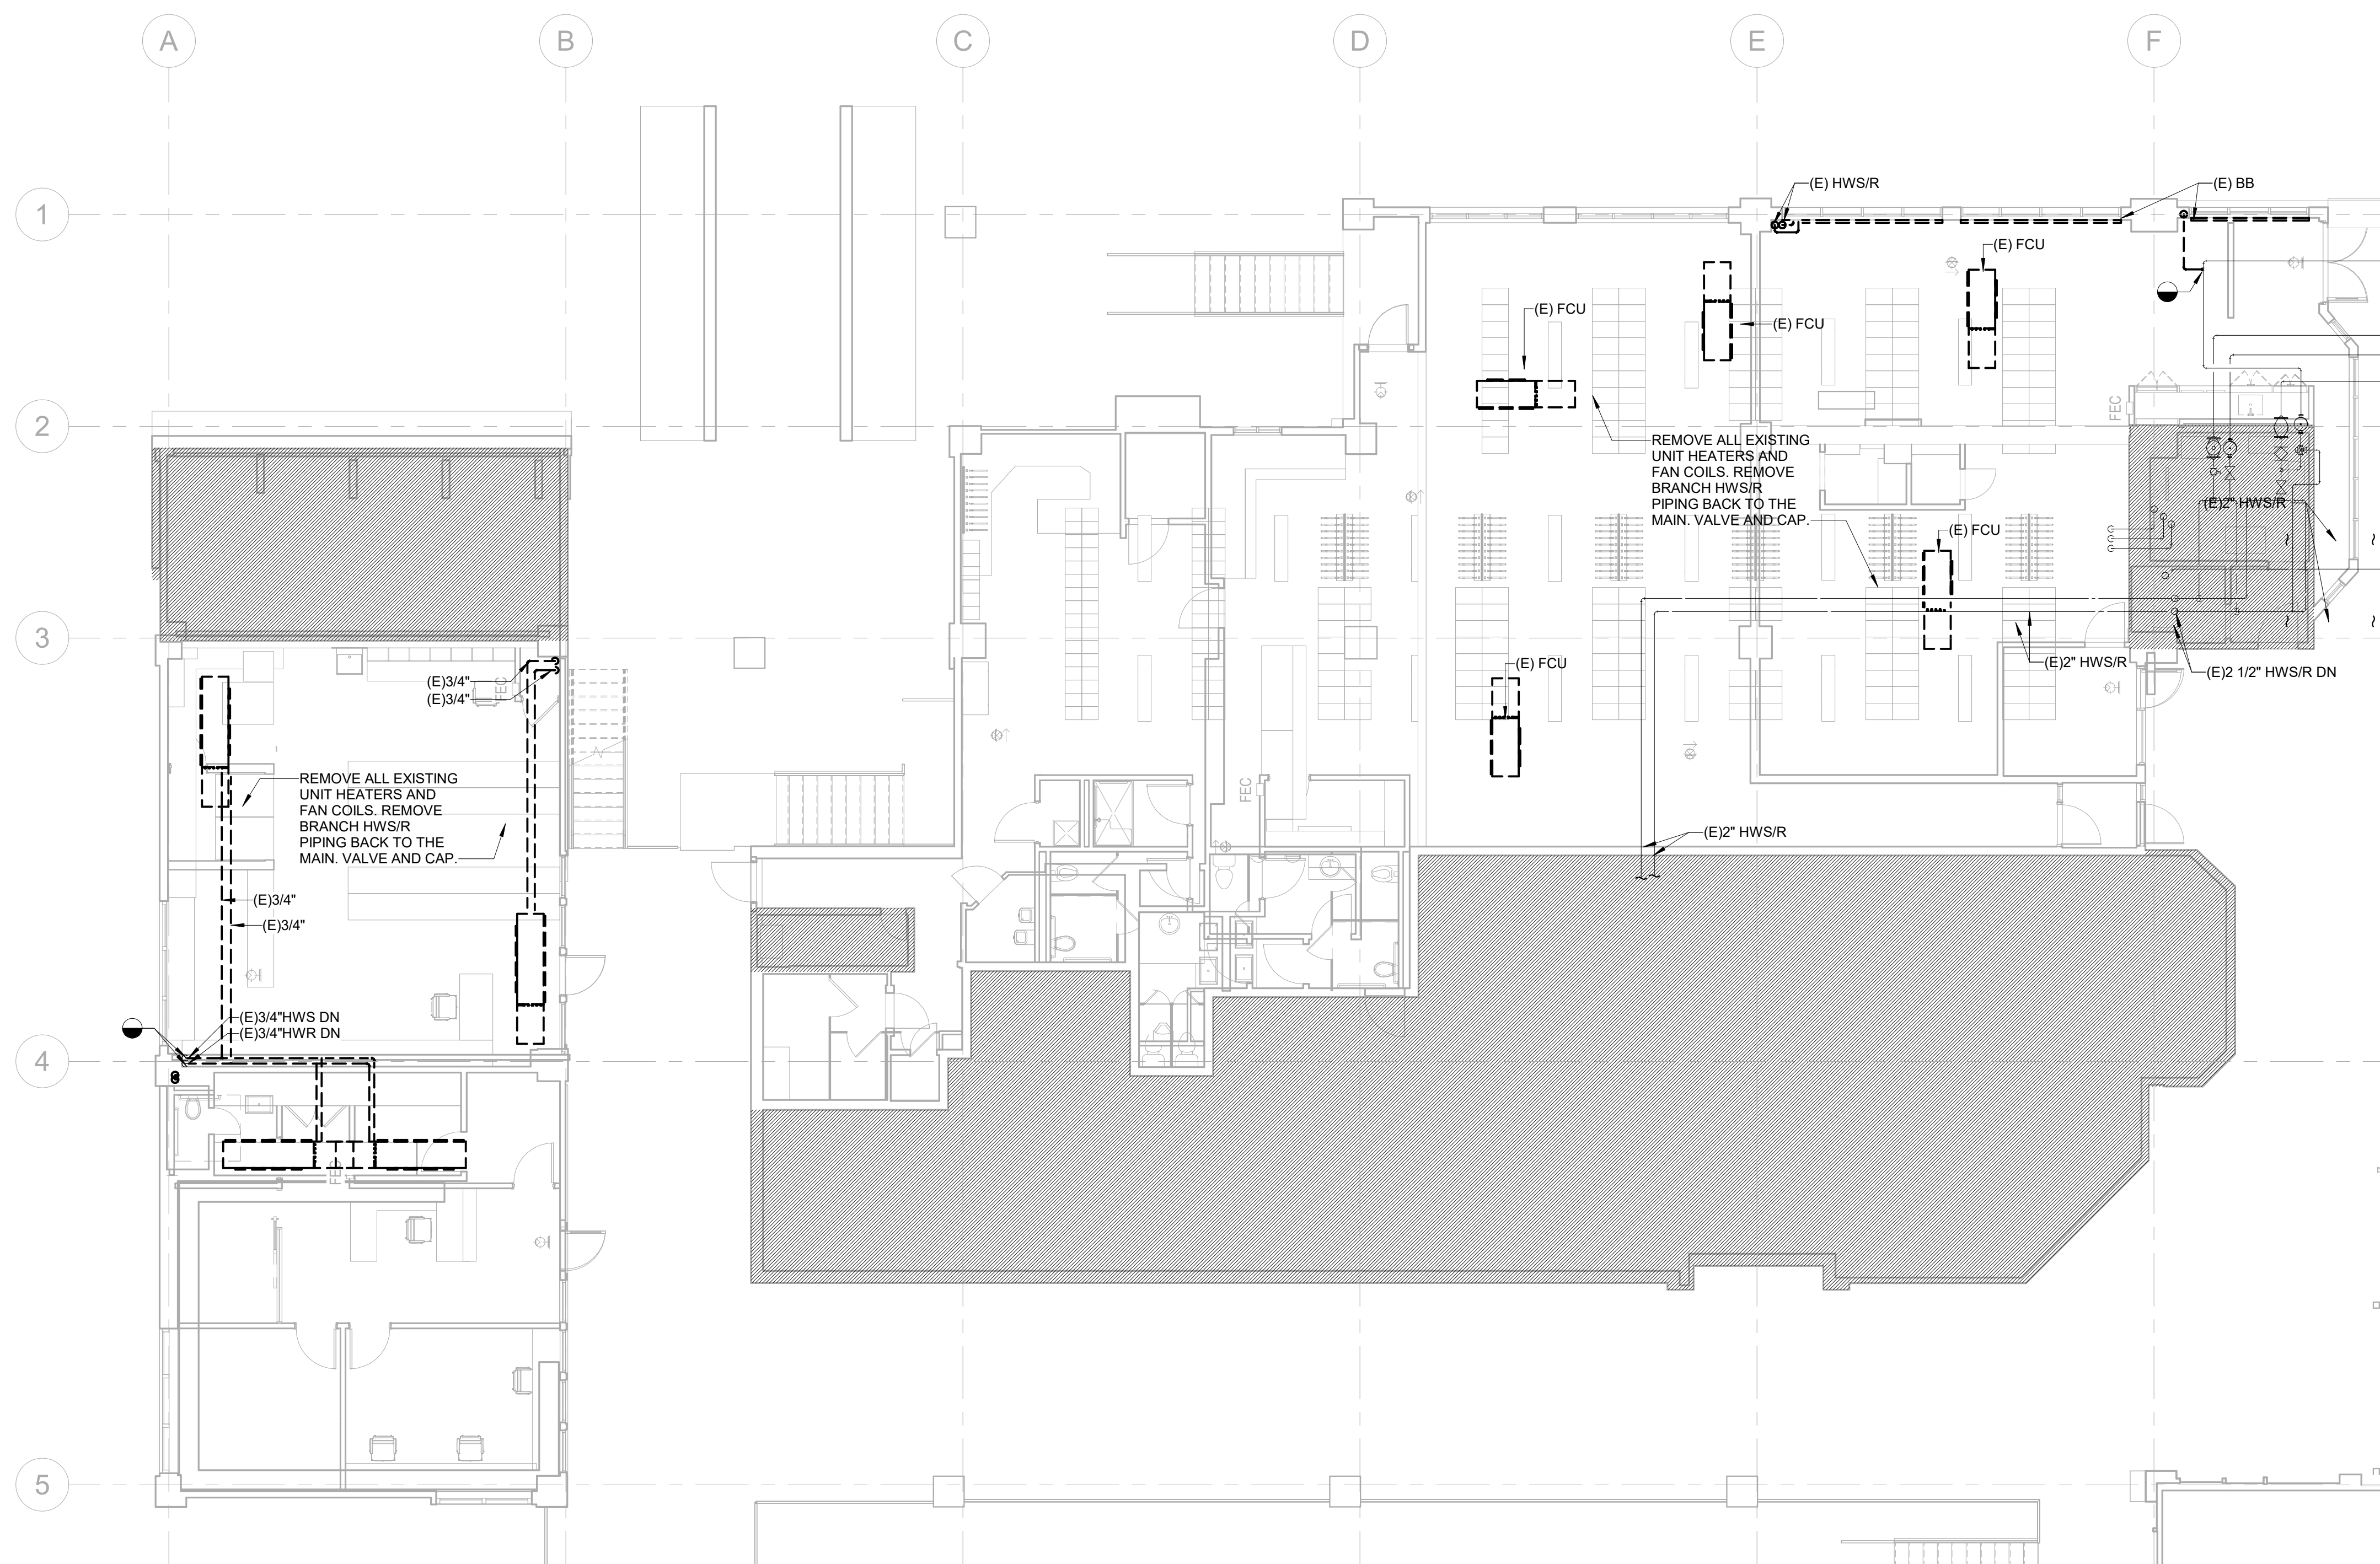 A
B
C
D
E
F
1
2
3
4
5
(E) HWS/R
(E) BB
(E) FCU
(E) FCU
(E) FCU
FEC
REMOVE ALL EXISTING
UNIT HEATERS AND
FAN COILS. REMOVE
BRANCH HWS/R
PIPING BACK TO THE
MAIN. VALVE AND CAP.
(E)2" HWS/R
(E) FCU
(E) FCU
(E)2" HWS/R
(E)2 1/2" HWS/R DN
(E)3/4"
(E)3/4"
FEC
REMOVE ALL EXISTING
UNIT HEATERS AND
FAN COILS. REMOVE
BRANCH HWS/R
PIPING BACK TO THE
MAIN. VALVE AND CAP.
FEC
(E)2" HWS/R
(E)3/4"
(E)3/4"
(E)3/4"HWS DN
(E)3/4"HWR DN
FEC